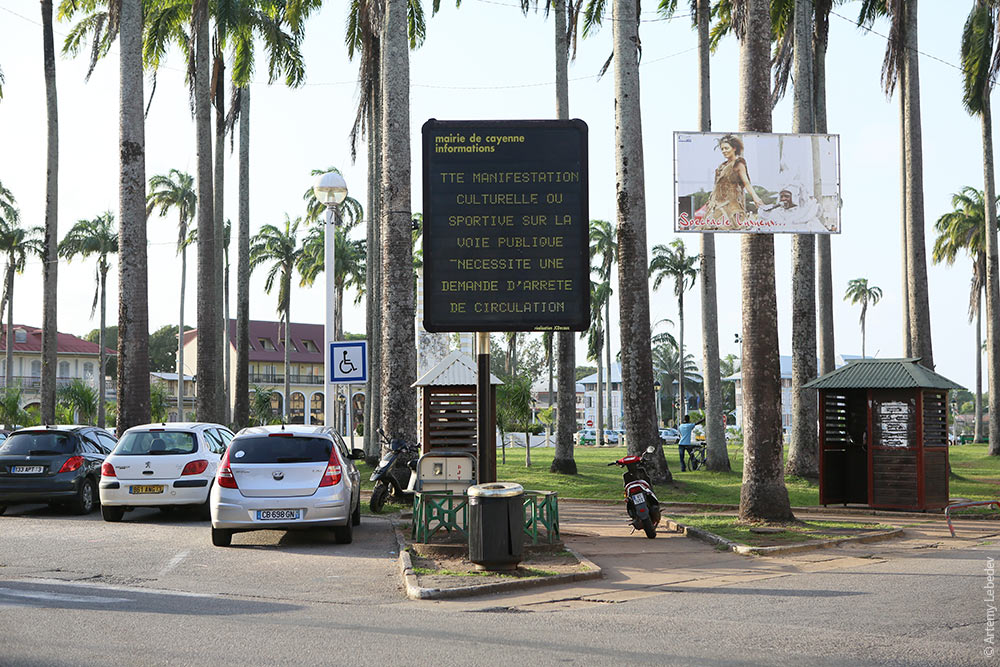 mairie de cayenne
informations
TTE MANIFESTATION
CULTURELLE OU
SPORTIVE SUR LA
VOIE PUBLIQUE
NECESSITE UNE
DEMANDE D'ARRETE
DE CIRCULATION
CB 698 GN
© Artemy Lebedev